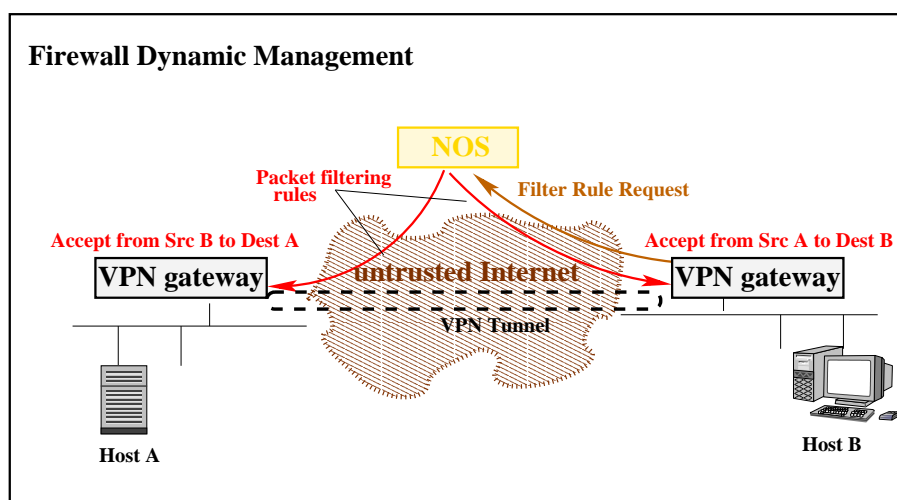 Firewall Dynamic Management
NOS
Packet filtering
rules
Filter Rule Request
Accept from Src B to Dest A
Accept from Src A to Dest B
VPN gateway
untrusted Internet
VPN gateway
VPN Tunnel
Host A
Host B